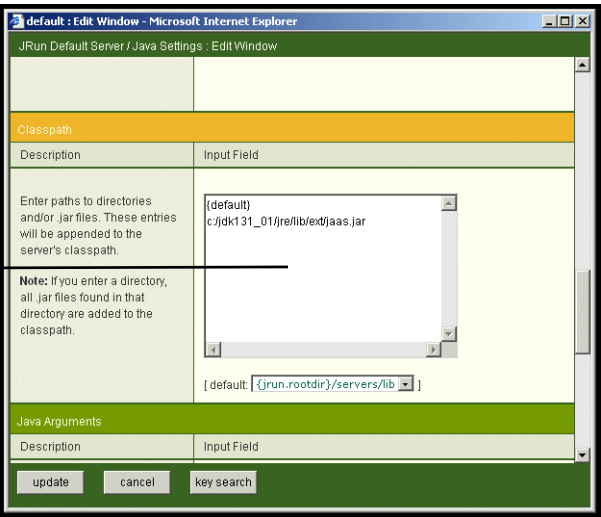 default : Edit Window - Microsoft Internet Explorer
JRun Default Server / Java Settings : Edit Window
Classpath
Description
Input Field
Enter paths to directories
and/or .jar files. These entries
will be appended to the
server's classpath.
Note: If you enter a directory,
all .jar files found in that
directory are added to the
classpath.
{default}
c:/jdk131_01/jre/lib/ext/jaas.jar
[ default: {jrun.rootdir}/servers/lib ]
Java Arguments
Description
Input Field
update
cancel
key search